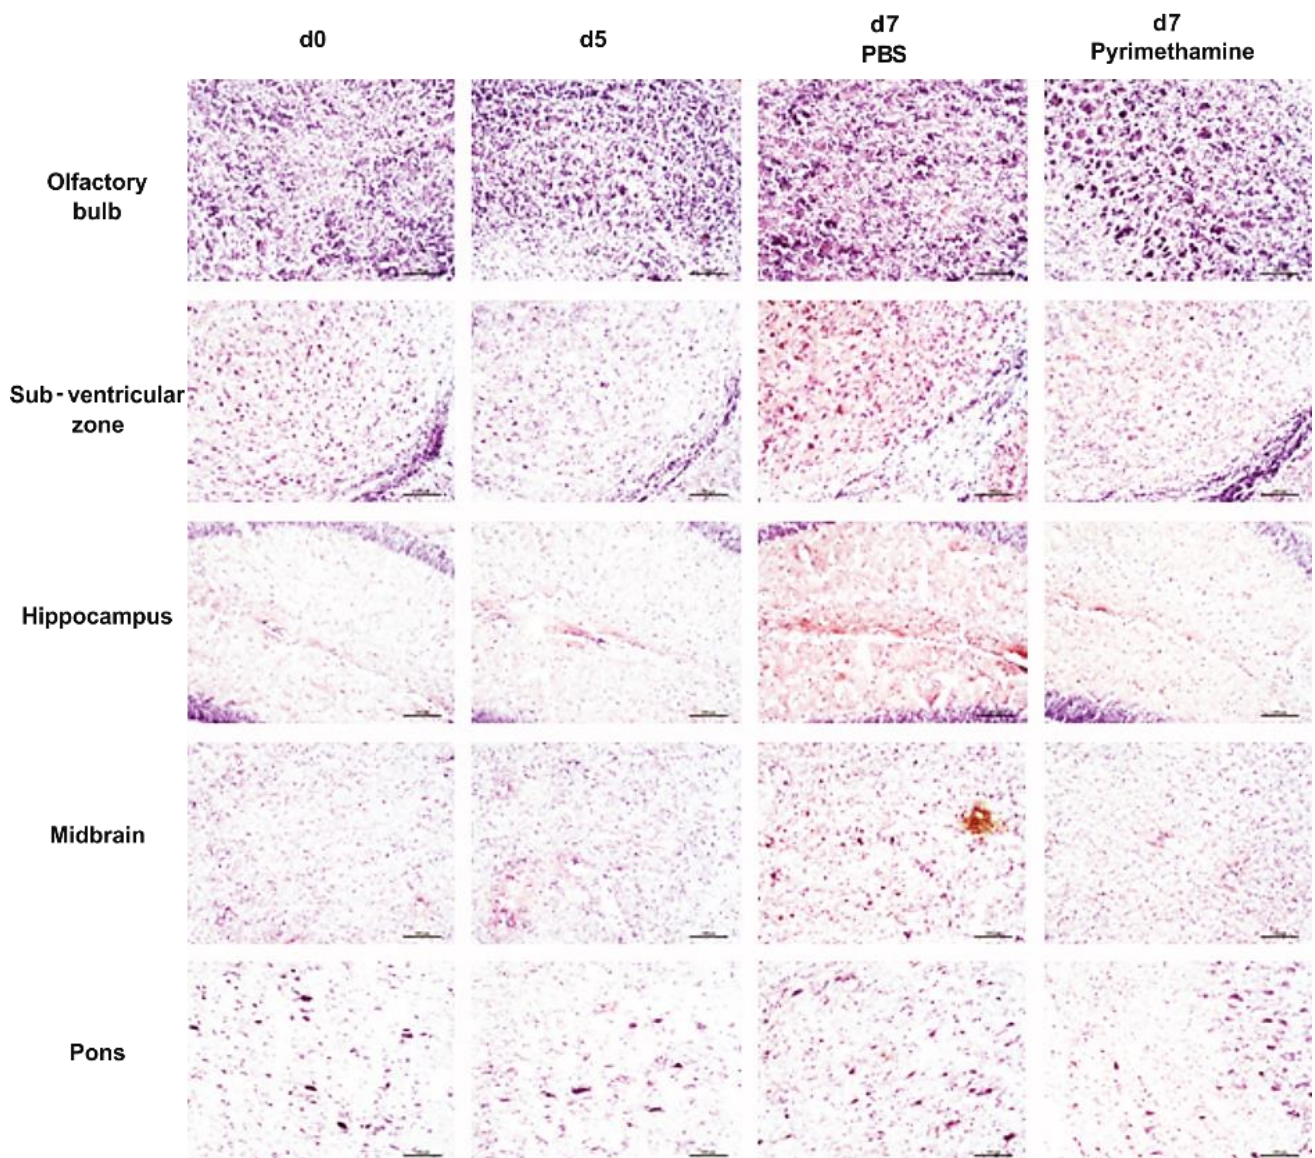 d0
d5
d7
PBS
d7
Pyrimethamine
Olfactory
bulb
Sub-ventricular
zone
Hippocampus
Midbrain
Pons